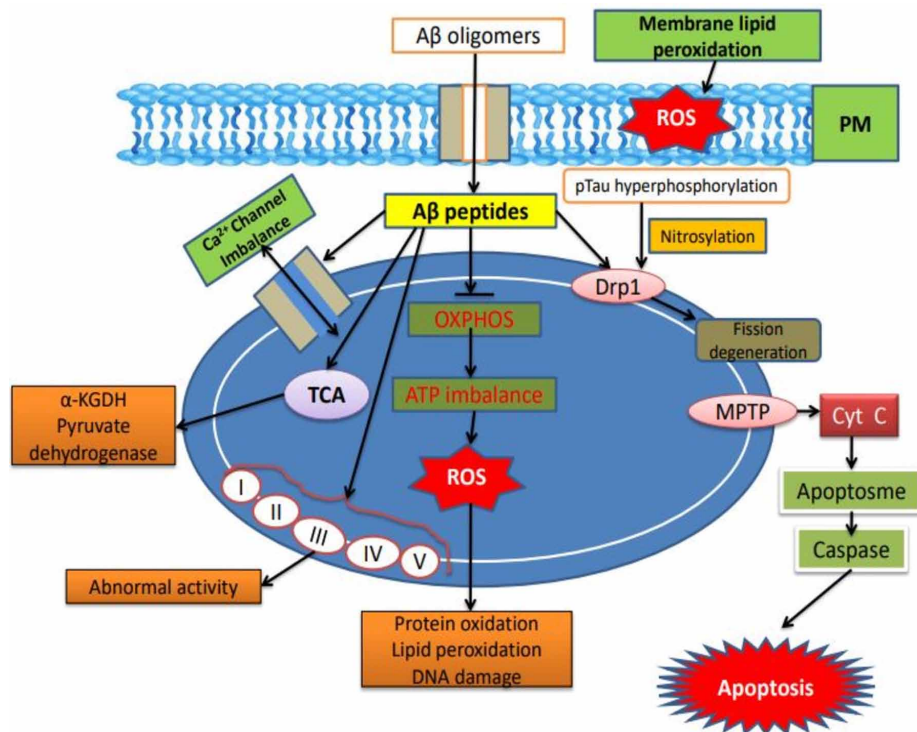 Aβ oligomers
Membrane lipid
peroxidation
ROS
PM
pTau hyperphosphorylation
Ca²⁺ Channel
Imbalance
Aβ peptides
Nitrosylation
Drp1
OXPHOS
Fission
degeneration
TCA
ATP imbalance
α-KGDH
Pyruvate
dehydrogenase
MPTP
Cyt C
ROS
I
II
III
IV
V
Apoptosme
Caspase
Abnormal activity
Protein oxidation
Lipid peroxidation
DNA damage
Apoptosis